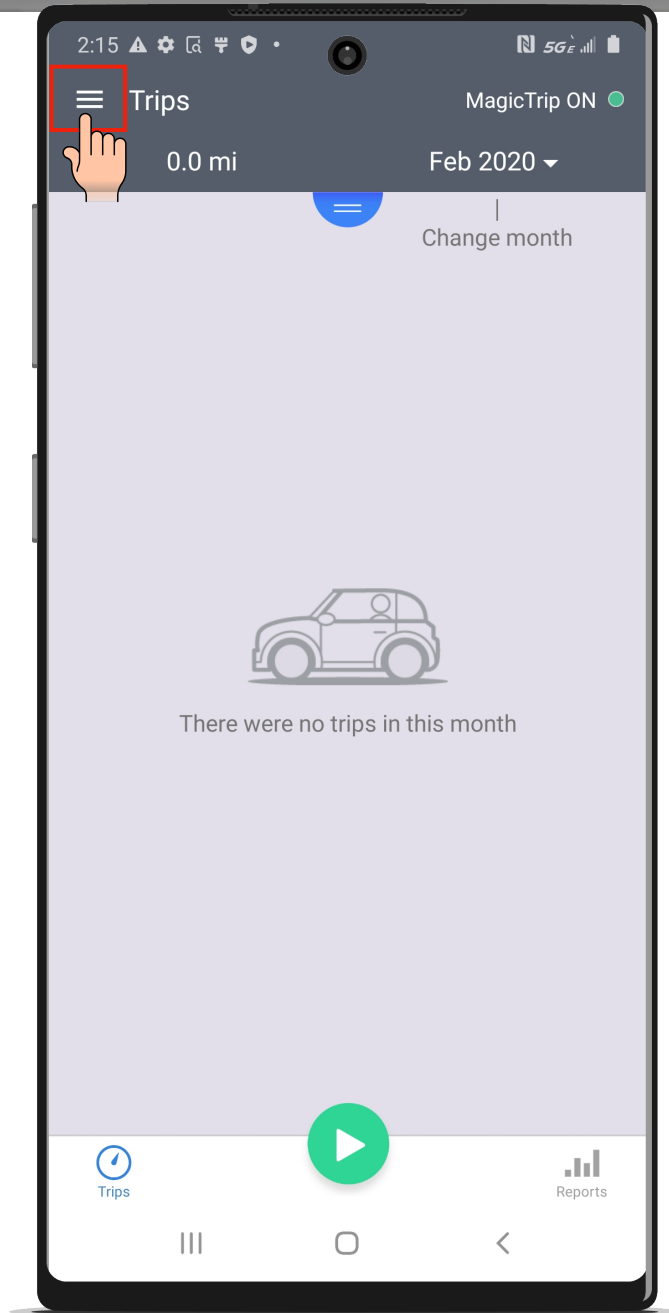 2:15
5G E
Trips
MagicTrip ON
0.0 mi
Feb 2020
Change month
There were no trips in this month
Trips
Reports